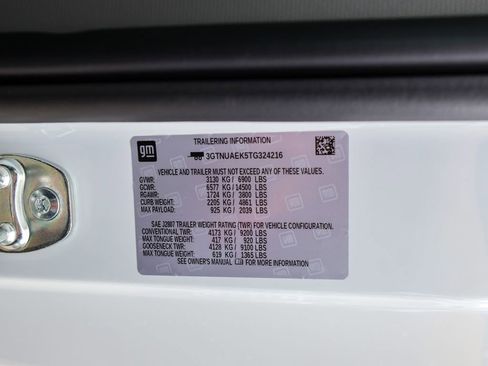 gm
TRAILERING INFORMATION
3GTNUAEK5TG324216
VEHICLE AND TRAILER MUST NOT EXCEED ANY OF THESE VALUES.
GVWR: 3130 KG / 6900 LBS
GCWR: 6577 KG / 14500 LBS
RGAWR: 1724 KG / 3800 LBS
CURB WEIGHT: 2205 KG / 4861 LBS
MAX PAYLOAD: 925 KG / 2039 LBS
SAE J2807 TRAILER WEIGHT RATING (TWR) FOR VEHICLE CONFIGURATION.
CONVENTIONAL TWR: 4173 KG / 9200 LBS
MAX TONGUE WEIGHT: 417 KG / 920 LBS
GOOSENECK TWR: 4128 KG / 9100 LBS
MAX TONGUE WEIGHT: 619 KG / 1365 LBS
SEE OWNER'S MANUAL FOR MORE INFORMATION